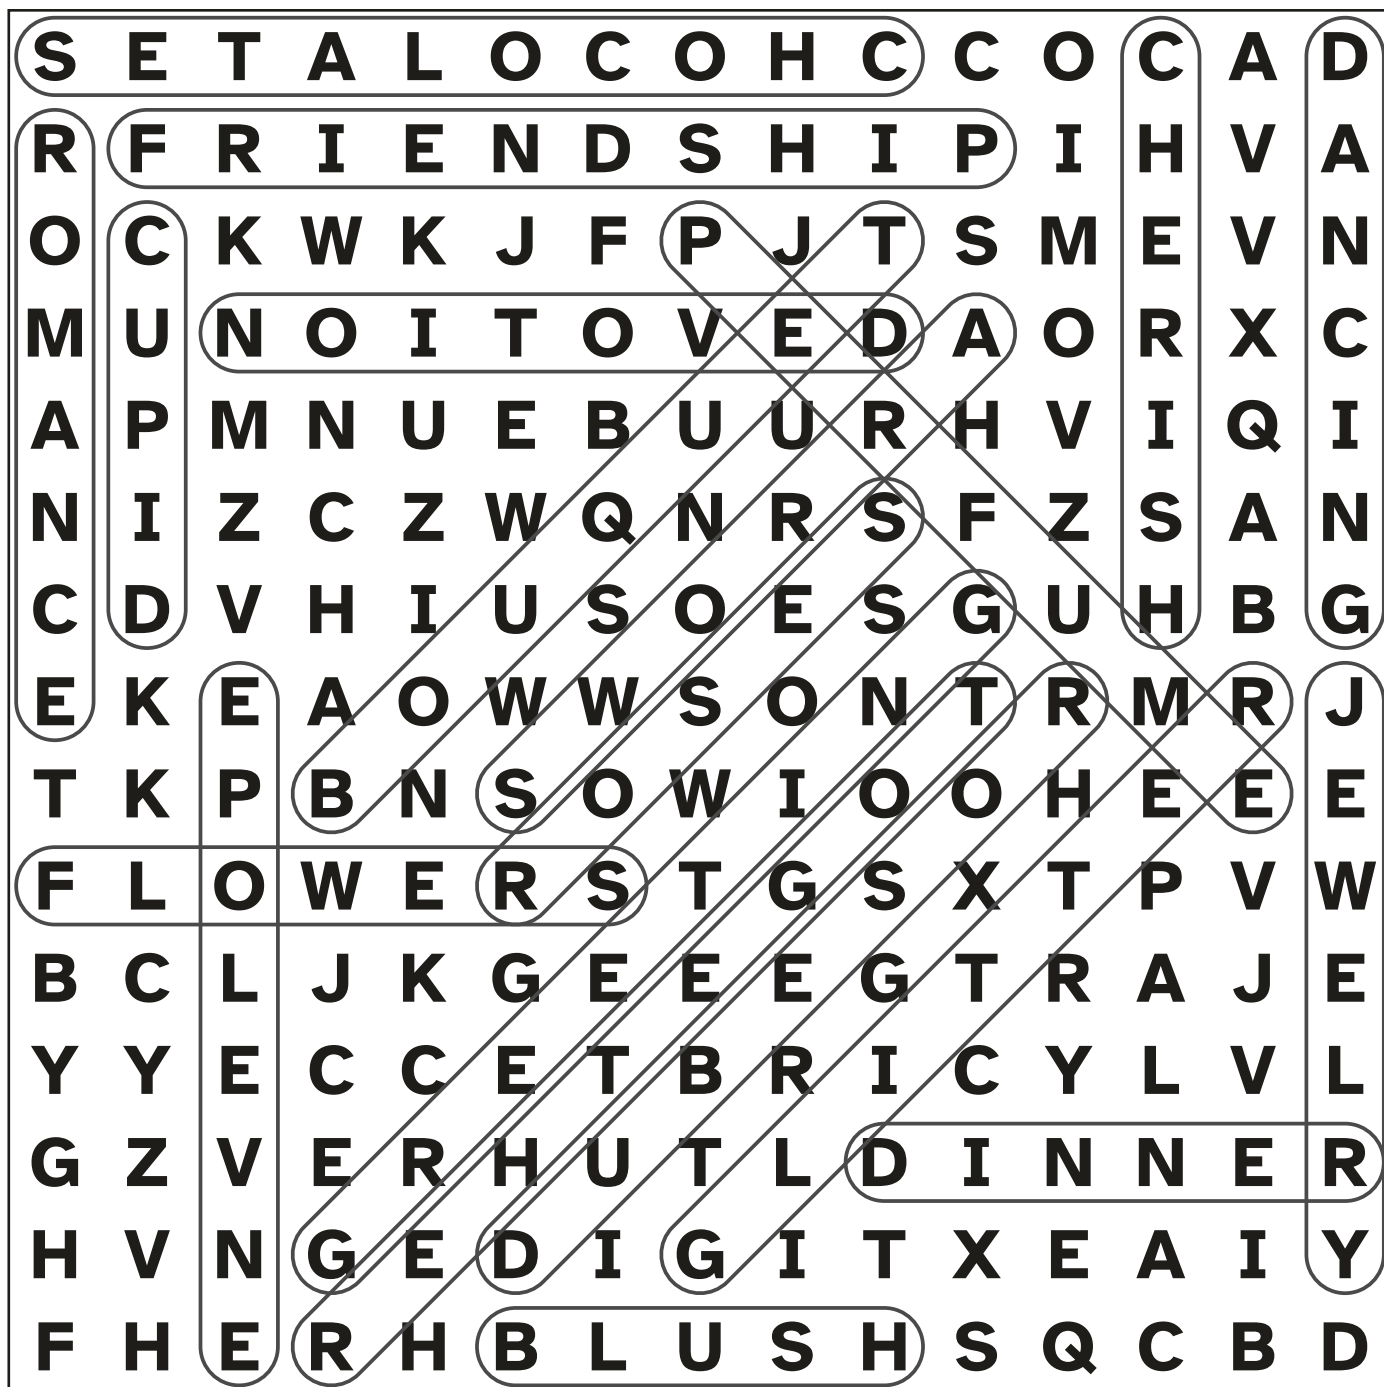 S E T A L O C O H C C O C A D
R F R I E N D S H I P I H V A
O C K W K J F P J T S M E V N
M U N O I T O V E D A O R X C
A P M N U E B U U R H V I Q I
N I Z C Z W Q N R S F Z S A N
C D V H I U S O E S G U H B G
E K E A O W W S O N T R M R J
T K P B N S O W I O O H E E E
F L O W E R S T G S X T P V W
B C L J K G E E E G T R A J E
Y Y E C C E T B R I C Y L V L
G Z V E R H U T L D I N N E R
H V N G E D I G I T X E A I Y
F H E R H B L U S H S Q C B D